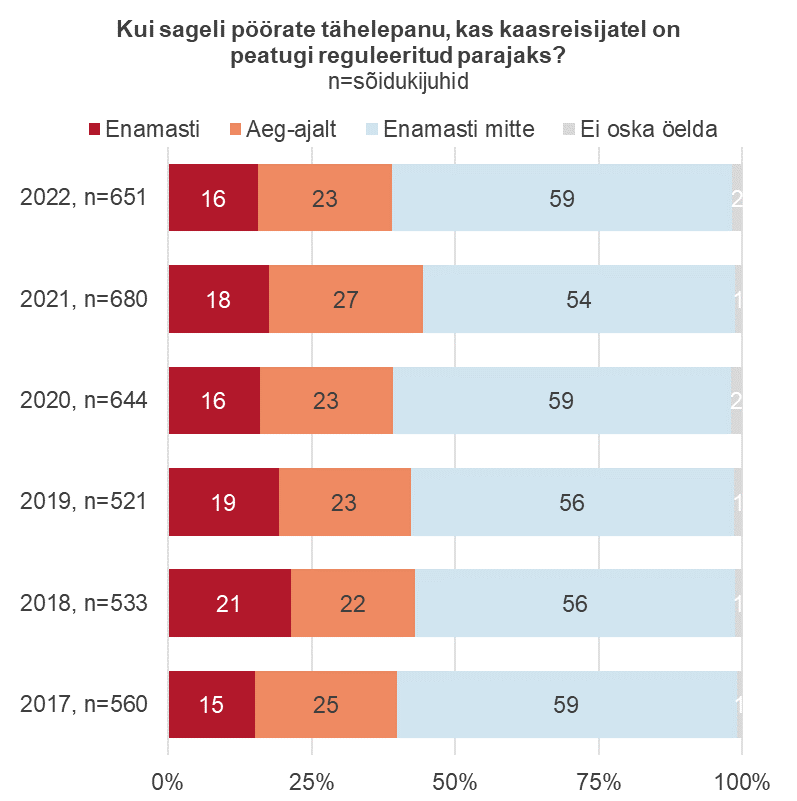 Kui sageli pöörate tähelepanu, kas kaasreisijatel on
peatugi reguleeritud parajaks?
n=sõidukijuhid
Enamasti Aeg-ajalt Enamasti mitte Ei oska öelda
2022, n=651 16 23 59 2
2021, n=680 18 27 54 1
2020, n=644 16 23 59 2
2019, n=521 19 23 56 1
2018, n=533 21 22 56 1
2017, n=560 15 25 59 1
0% 25% 50% 75% 100%